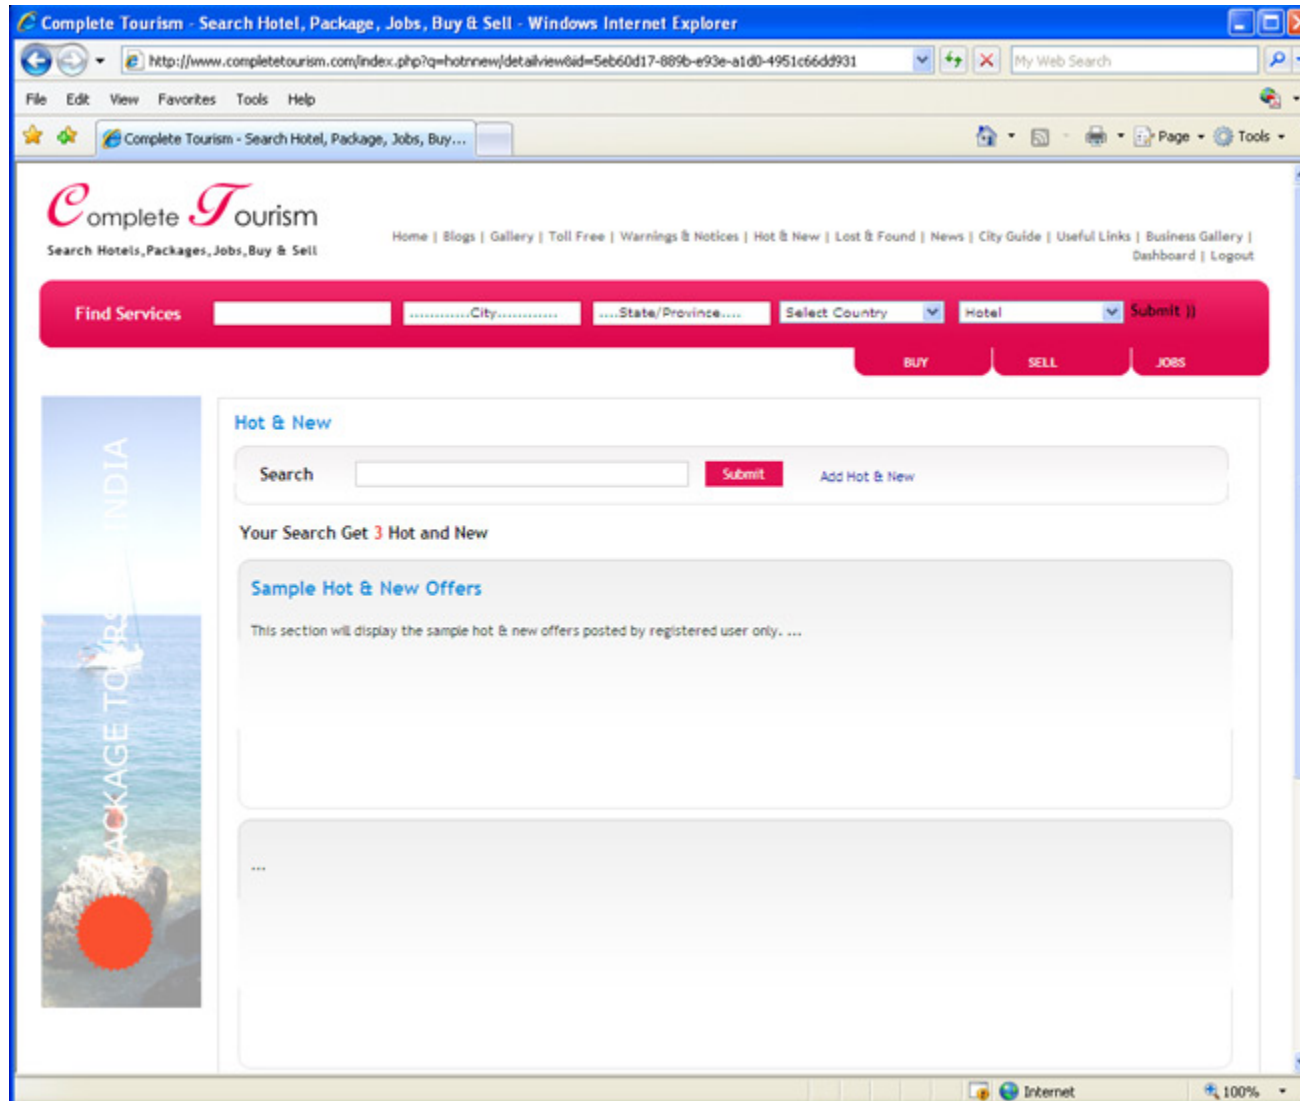 Complete Tourism - Search Hotel, Package, Jobs, Buy & Sell - Windows Internet Explorer
http://www.completetourism.com/index.php?q=hotnnew/detailview&id=5eb60d17-889b-e93e-a1d0-4951c66dd931
My Web Search
File Edit View Favorites Tools Help
Complete Tourism - Search Hotel, Package, Jobs, Buy...
Page Tools
Complete Tourism
Search Hotels,Packages,Jobs,Buy & Sell
Home | Blogs | Gallery | Toll Free | Warnings & Notices | Hot & New | Lost & Found | News | City Guide | Useful Links | Business Gallery |
Dashboard | Logout
Find Services ............City............ ....State/Province.... Select Country Hotel Submit ))
BUY SELL JOBS
ACKAGE TOURS INDIA
Hot & New
Search Submit Add Hot & New
Your Search Get 3 Hot and New
Sample Hot & New Offers
This section will display the sample hot & new offers posted by registered user only. ...
...
Internet 100%